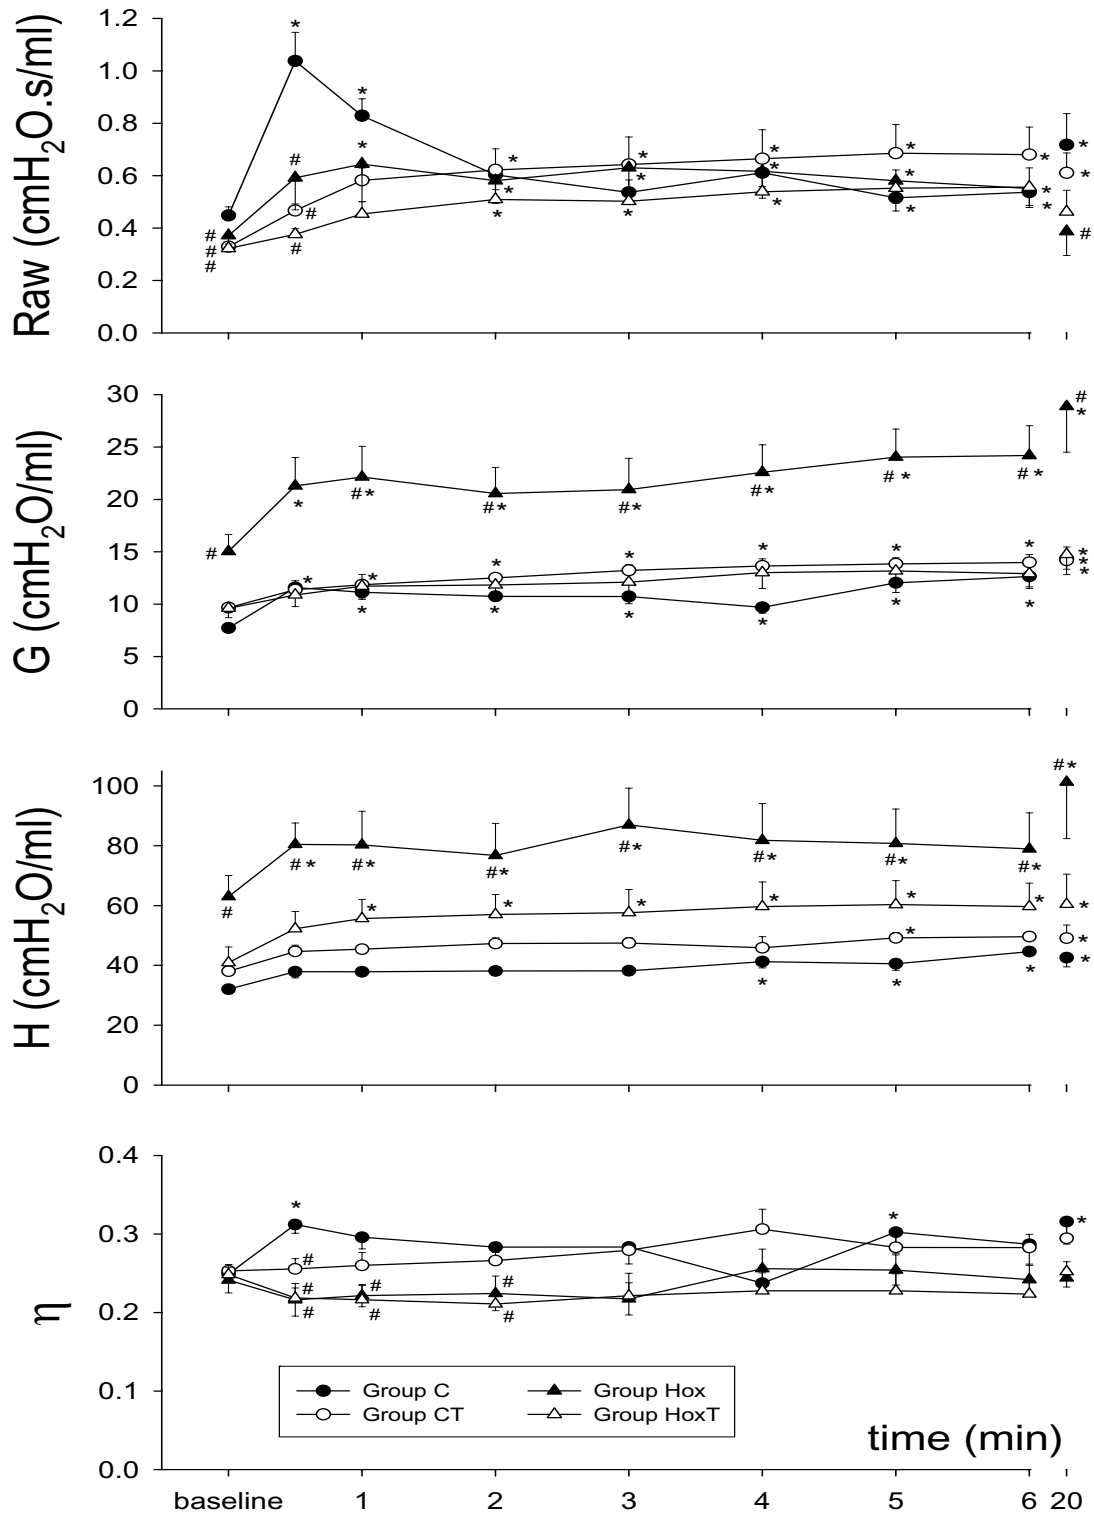 Raw (cmH₂O.s/ml)
1.2
1.0
0.8
0.6
0.4
0.2
0.0
*
*
# * * * * * *
* * * * *
# * * * * * *
# # * * * * * *
# # *
# #
G (cmH₂O/ml)
30
25
20
15
10
5
0
#
*
# * #* #* #* #* # * # *
* * * * * * * *
* * * * * * *
*
H (cmH₂O/ml)
100
80
60
40
20
0
#*
# # * #* #* #* #* #* #*
* * * * * * *
* *
* * * *
η
0.4
0.3
0.2
0.1
0.0
* * *
#
# # #
# # #
Group C
Group Hox
Group CT
Group HoxT
time (min)
baseline 1 2 3 4 5 6 20